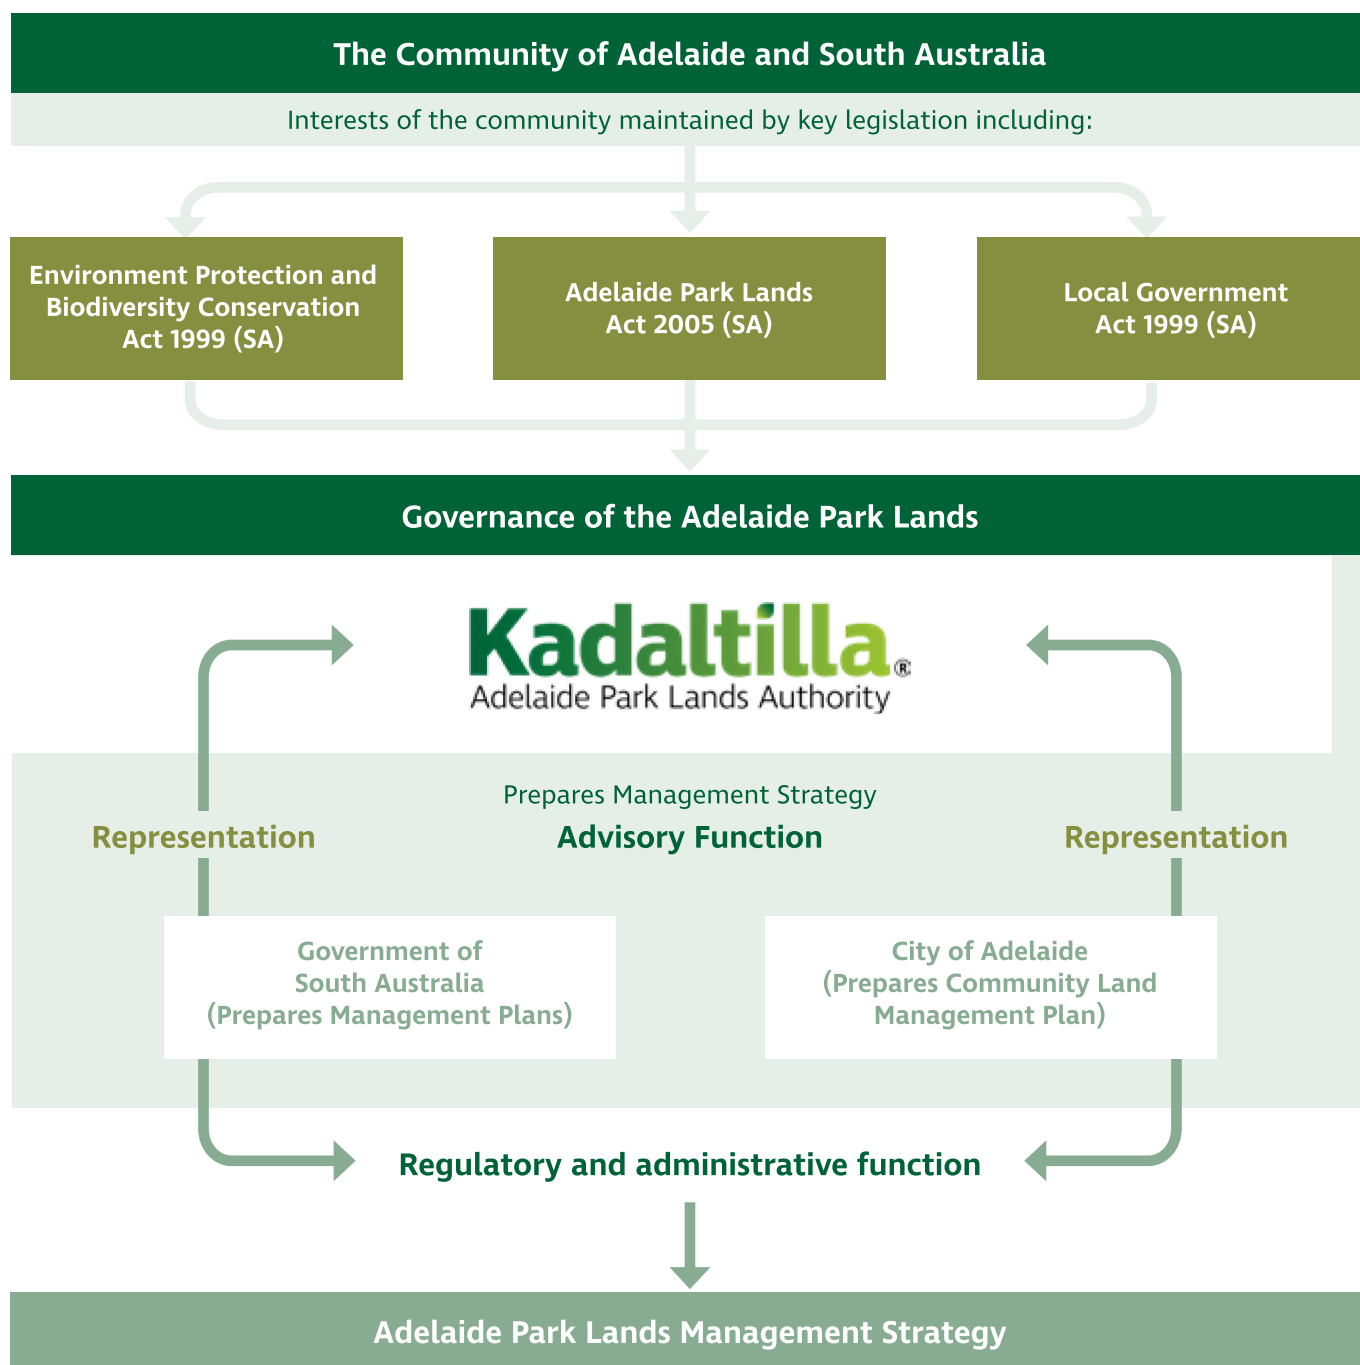 The Community of Adelaide and South Australia
Interests of the community maintained by key legislation including:
Environment Protection and
Biodiversity Conservation
Act 1999 (SA)
Adelaide Park Lands
Act 2005 (SA)
Local Government
Act 1999 (SA)
Governance of the Adelaide Park Lands
Kadaltilla®
Adelaide Park Lands Authority
Prepares Management Strategy
Representation
Advisory Function
Representation
Government of
South Australia
(Prepares Management Plans)
City of Adelaide
(Prepares Community Land
Management Plan)
Regulatory and administrative function
Adelaide Park Lands Management Strategy